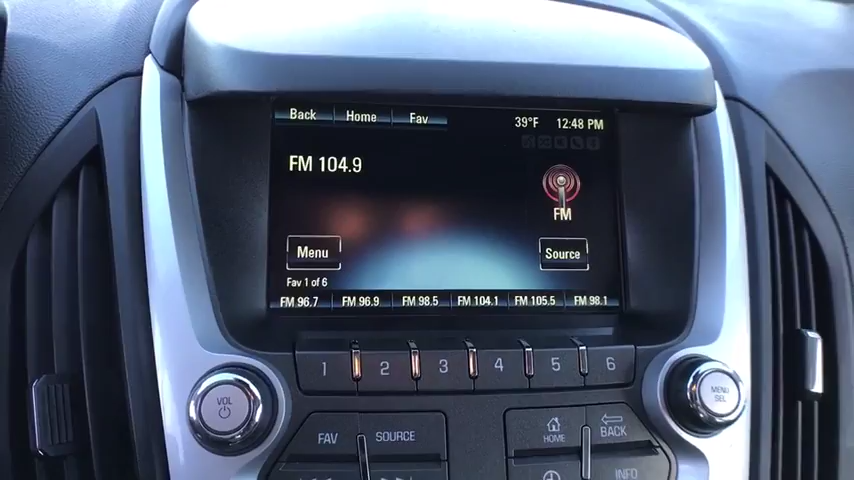 Back Home Fav 39°F 12:48 PM
FM 104.9
FM
Menu Source
Fav 1 of 6
FM 96.7 FM 96.9 FM 98.5 FM 104.1 FM 105.5 FM 98.1
1 2 3 4 5 6
VOL
MENU
SEL
FAV SOURCE HOME BACK
INFO